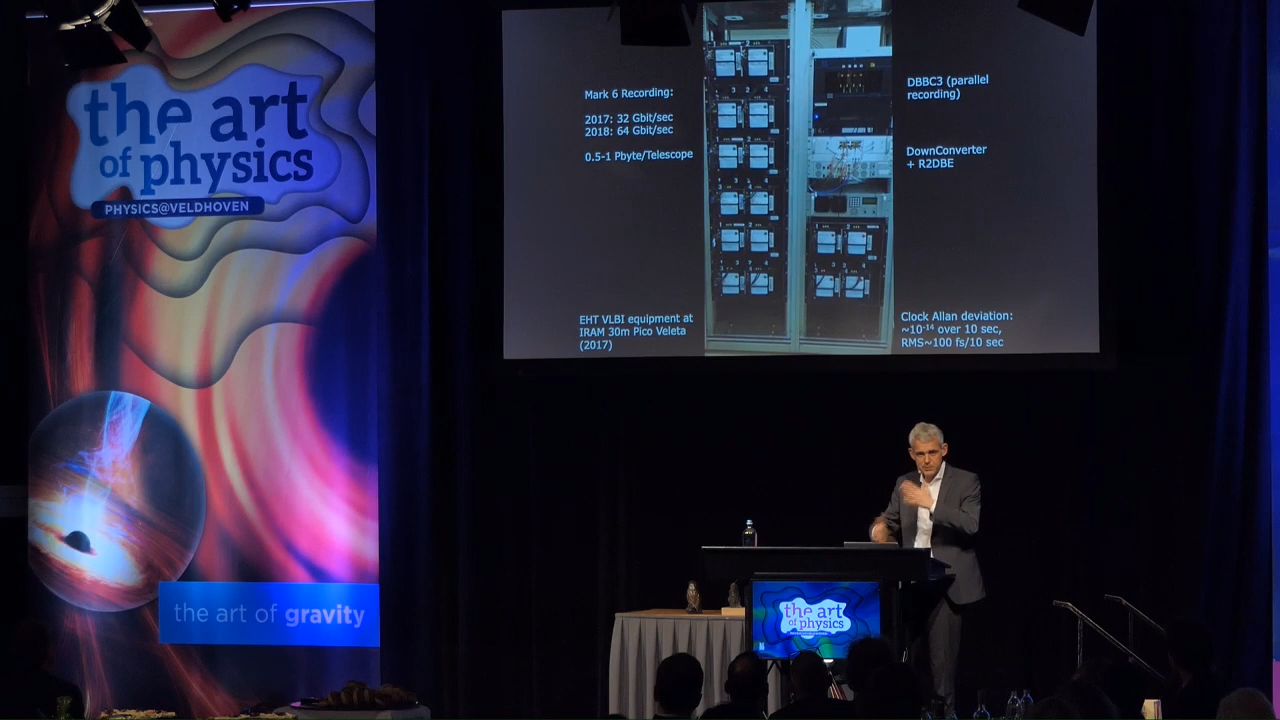 the art
of physics
PHYSICS@VELDHOVEN
the art of gravity
Mark 6 Recording:
2017: 32 Gbit/sec
2018: 64 Gbit/sec
0.5-1 Pbyte/Telescope
EHT VLBI equipment at
IRAM 30m Pico Veleta
(2017)
DBBC3 (parallel
recording)
DownConverter
+ R2DBE
Clock Allan deviation:
~10⁻¹⁴ over 10 sec,
RMS~100 fs/10 sec
the art
of physics